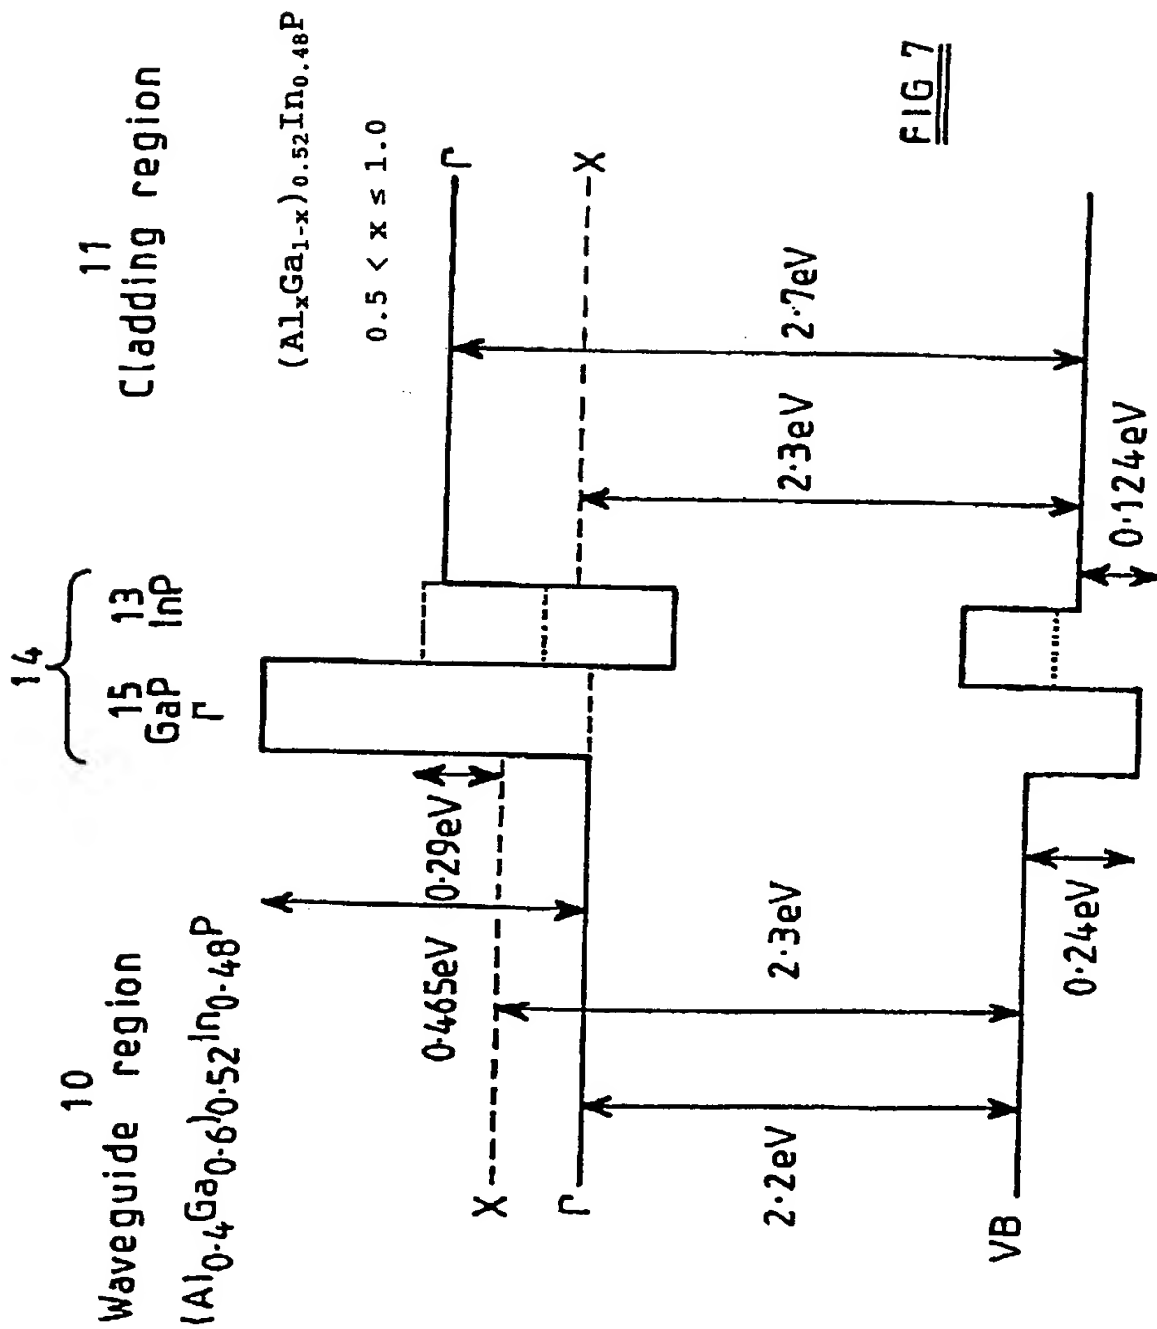 10
Waveguide region
(Al0·4Ga0·6)0·52In0·48P
14
15
GaP
Γ
13
InP
11
Cladding region
(AlxGa1-x)0.52In0.48P
0.5 < x ≤ 1.0
X
Γ
0·465eV
0·29eV
Γ
X
2·2eV
2·3eV
2·3eV
2·7eV
VB
0·24eV
0·124eV
FIG 7